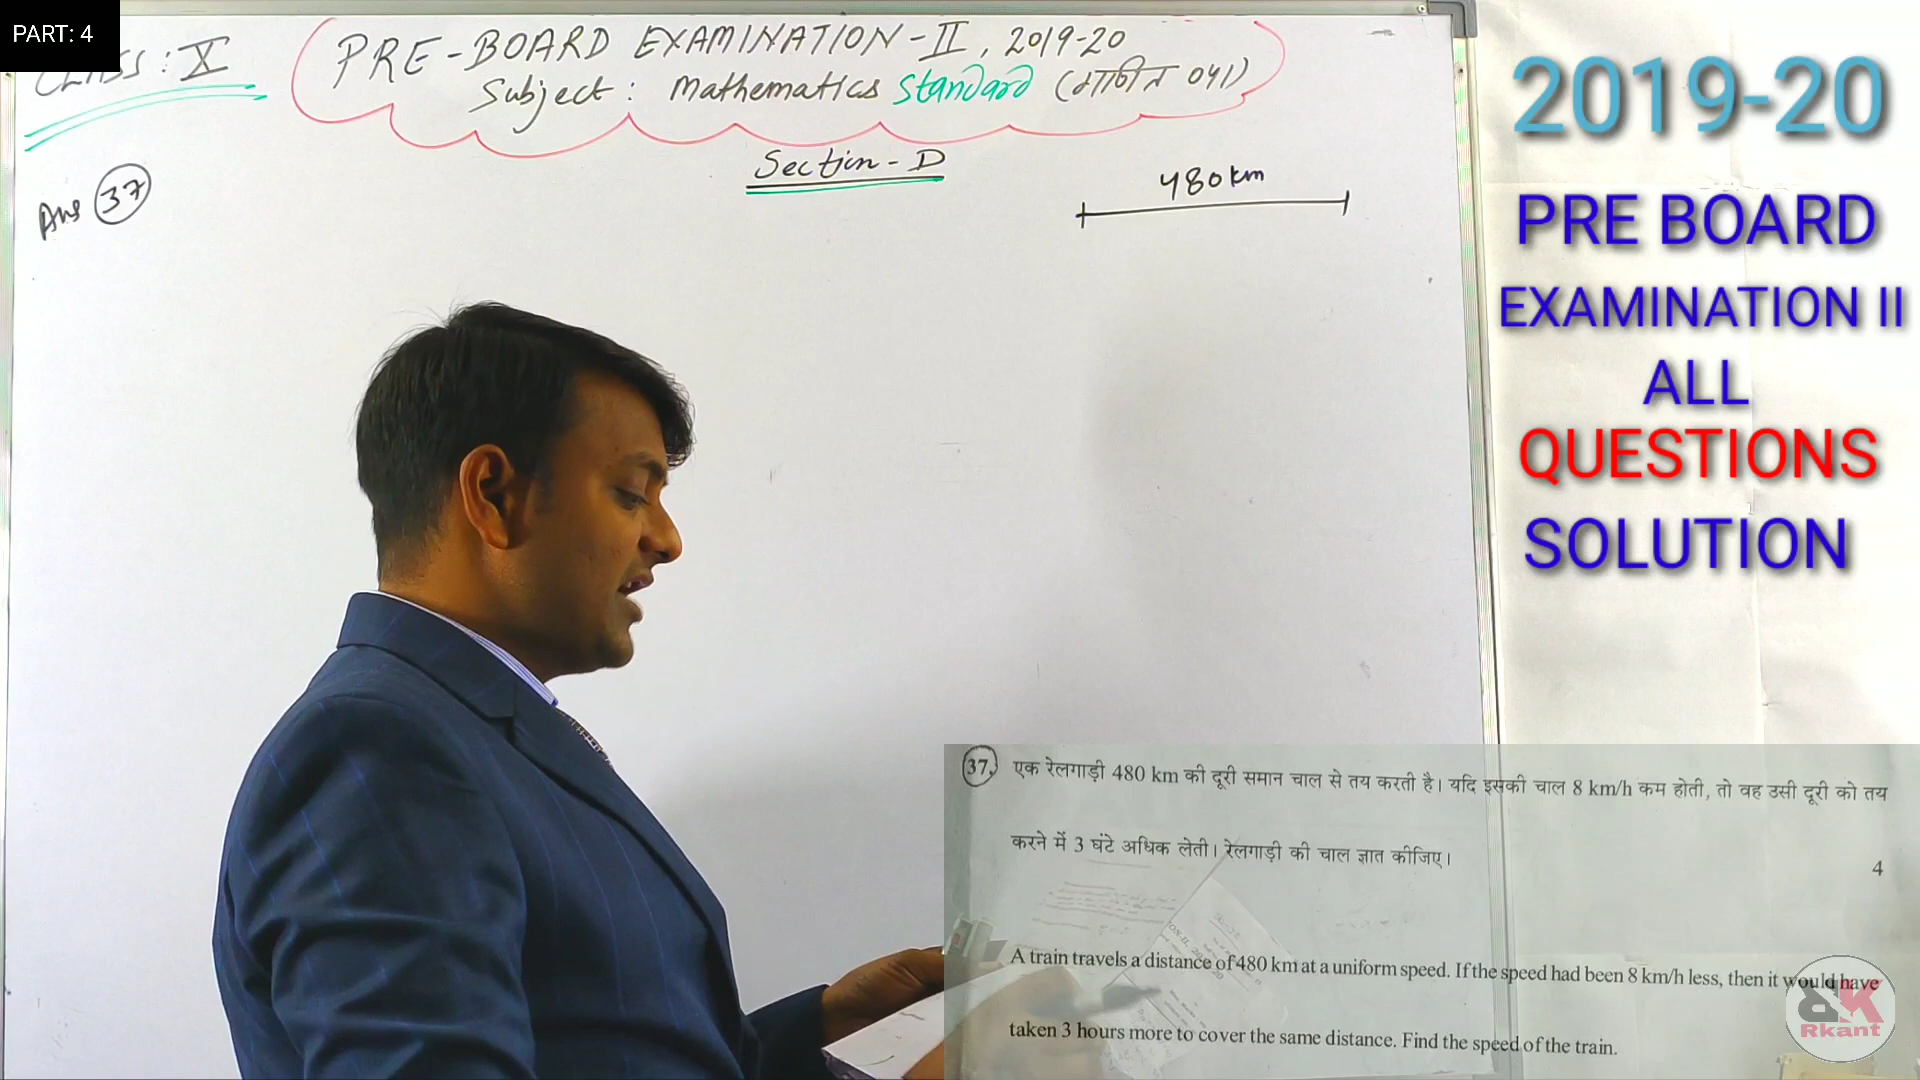 PART: 4
CLASS: X
PRE-BOARD EXAMINATION-II, 2019-20
Subject: Mathematics Standard (गणित 041)
Section-D
Ans 37
480km
2019-20
PRE BOARD
EXAMINATION II
ALL
QUESTIONS
SOLUTION
37. एक रेलगाड़ी 480 km की दूरी समान चाल से तय करती है। यदि इसकी चाल 8 km/h कम होती, तो वह उसी दूरी को तय
करने में 3 घंटे अधिक लेती। रेलगाड़ी की चाल ज्ञात कीजिए।
4
A train travels a distance of 480 km at a uniform speed. If the speed had been 8 km/h less, then it would have
taken 3 hours more to cover the same distance. Find the speed of the train.
RK
Rkant